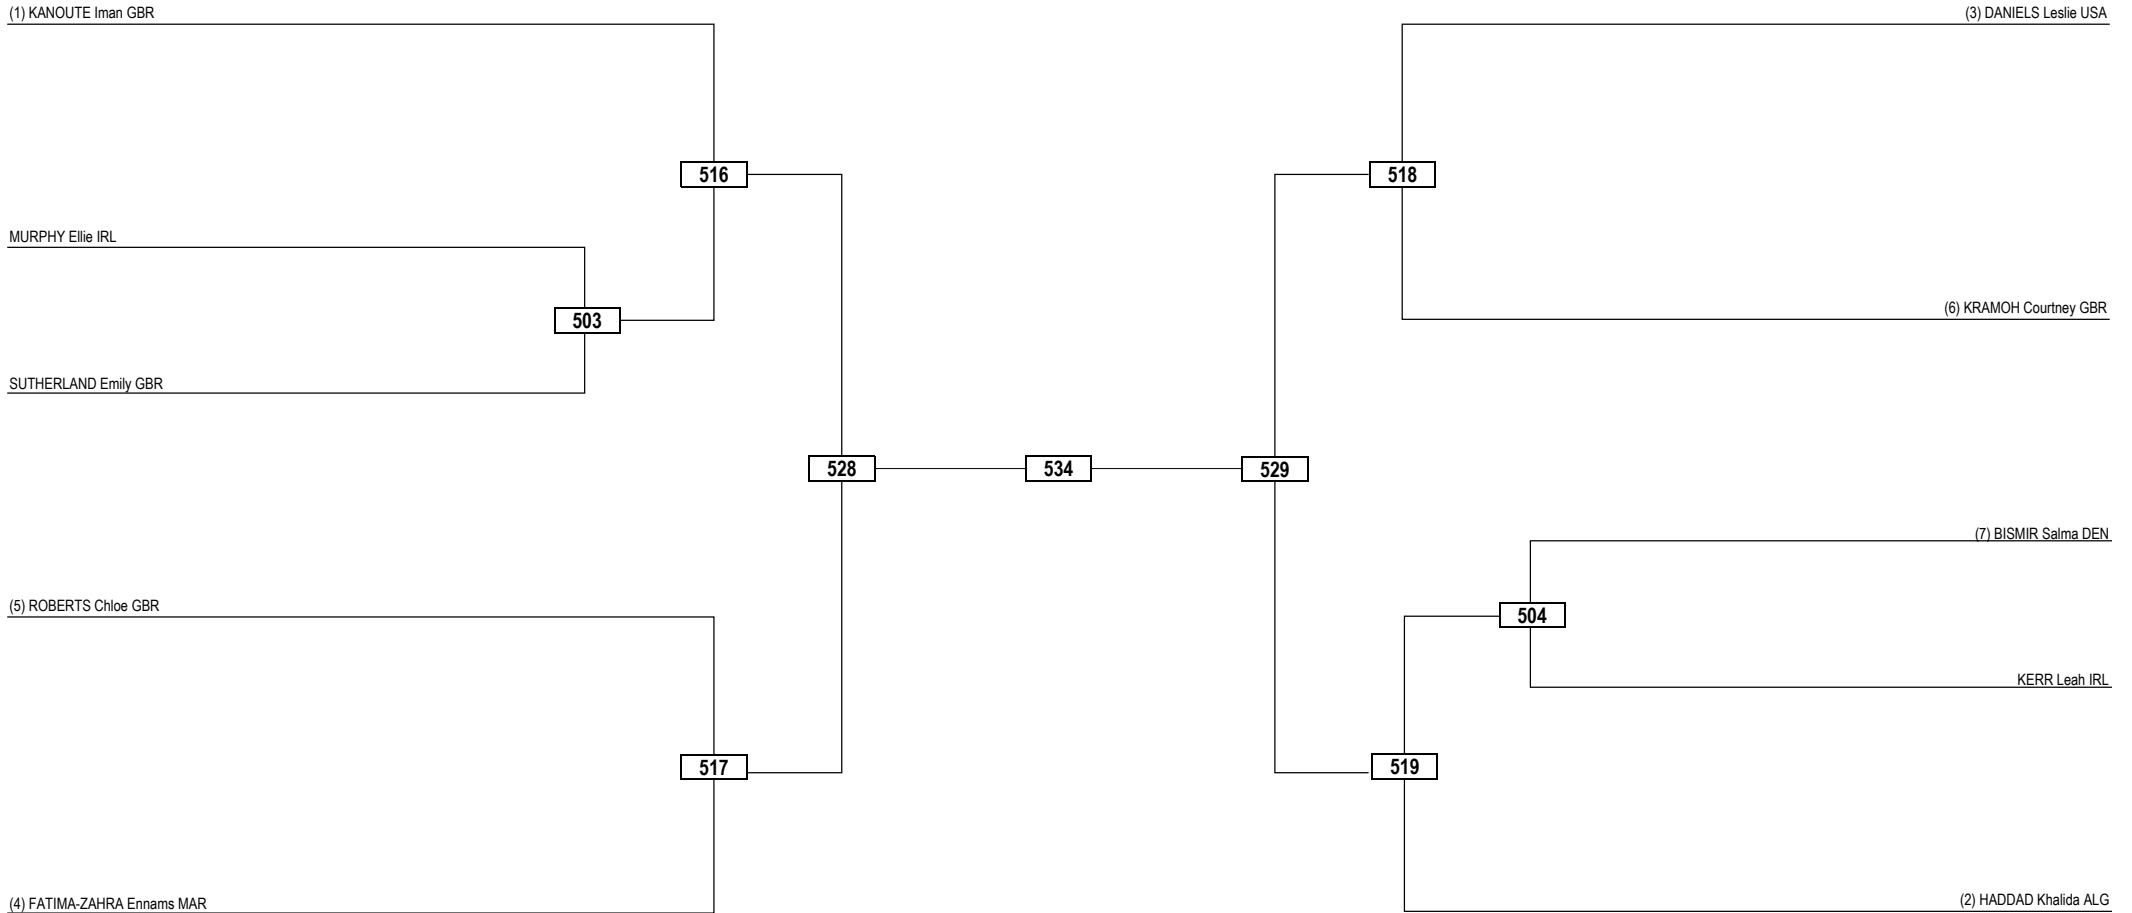 (1) KANOUTE Iman GBR
(3) DANIELS Leslie USA
516
518
MURPHY Ellie IRL
(6) KRAMOH Courtney GBR
503
SUTHERLAND Emily GBR
528
534
529
(7) BISMIR Salma DEN
(5) ROBERTS Chloe GBR
504
KERR Leah IRL
517
519
(4) FATIMA-ZAHRA Ennams MAR
(2) HADDAD Khalida ALG